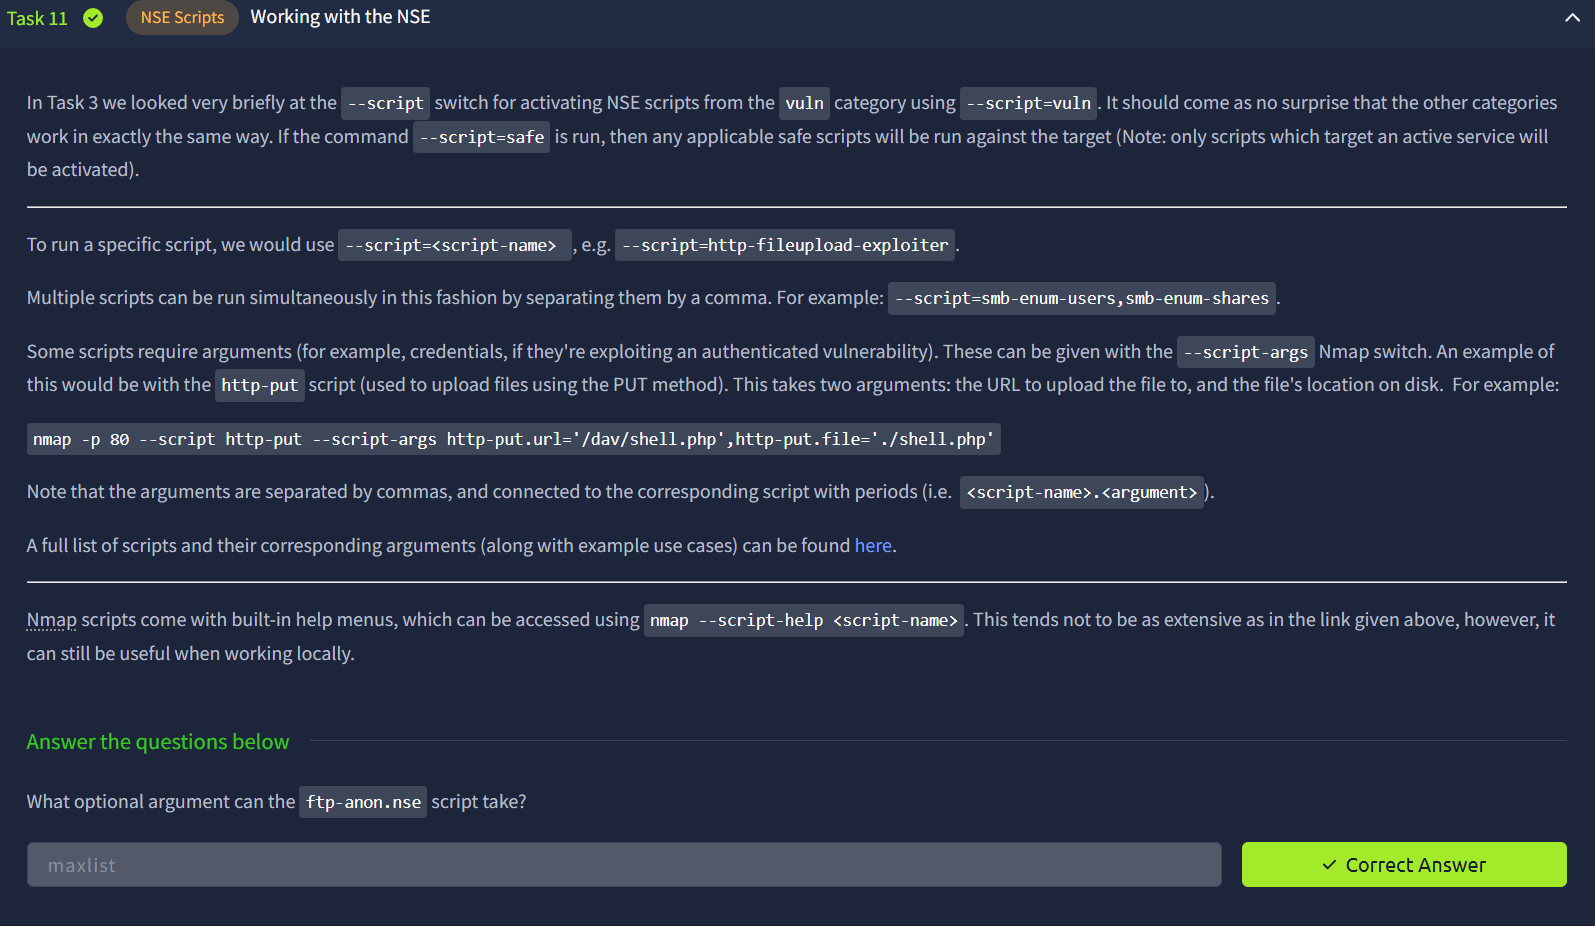 Task 11 NSE Scripts Working with the NSE
In Task 3 we looked very briefly at the --script switch for activating NSE scripts from the vuln category using --script=vuln. It should come as no surprise that the other categories
work in exactly the same way. If the command --script=safe is run, then any applicable safe scripts will be run against the target (Note: only scripts which target an active service will
be activated).
To run a specific script, we would use --script=<script-name> , e.g. --script=http-fileupload-exploiter.
Multiple scripts can be run simultaneously in this fashion by separating them by a comma. For example: --script=smb-enum-users,smb-enum-shares.
Some scripts require arguments (for example, credentials, if they're exploiting an authenticated vulnerability). These can be given with the --script-args Nmap switch. An example of
this would be with the http-put script (used to upload files using the PUT method). This takes two arguments: the URL to upload the file to, and the file's location on disk. For example:
nmap -p 80 --script http-put --script-args http-put.url='/dav/shell.php',http-put.file='./shell.php'
Note that the arguments are separated by commas, and connected to the corresponding script with periods (i.e. <script-name>.<argument>).
A full list of scripts and their corresponding arguments (along with example use cases) can be found here.
Nmap scripts come with built-in help menus, which can be accessed using nmap --script-help <script-name>. This tends not to be as extensive as in the link given above, however, it
can still be useful when working locally.
Answer the questions below
What optional argument can the ftp-anon.nse script take?
maxlist
Correct Answer